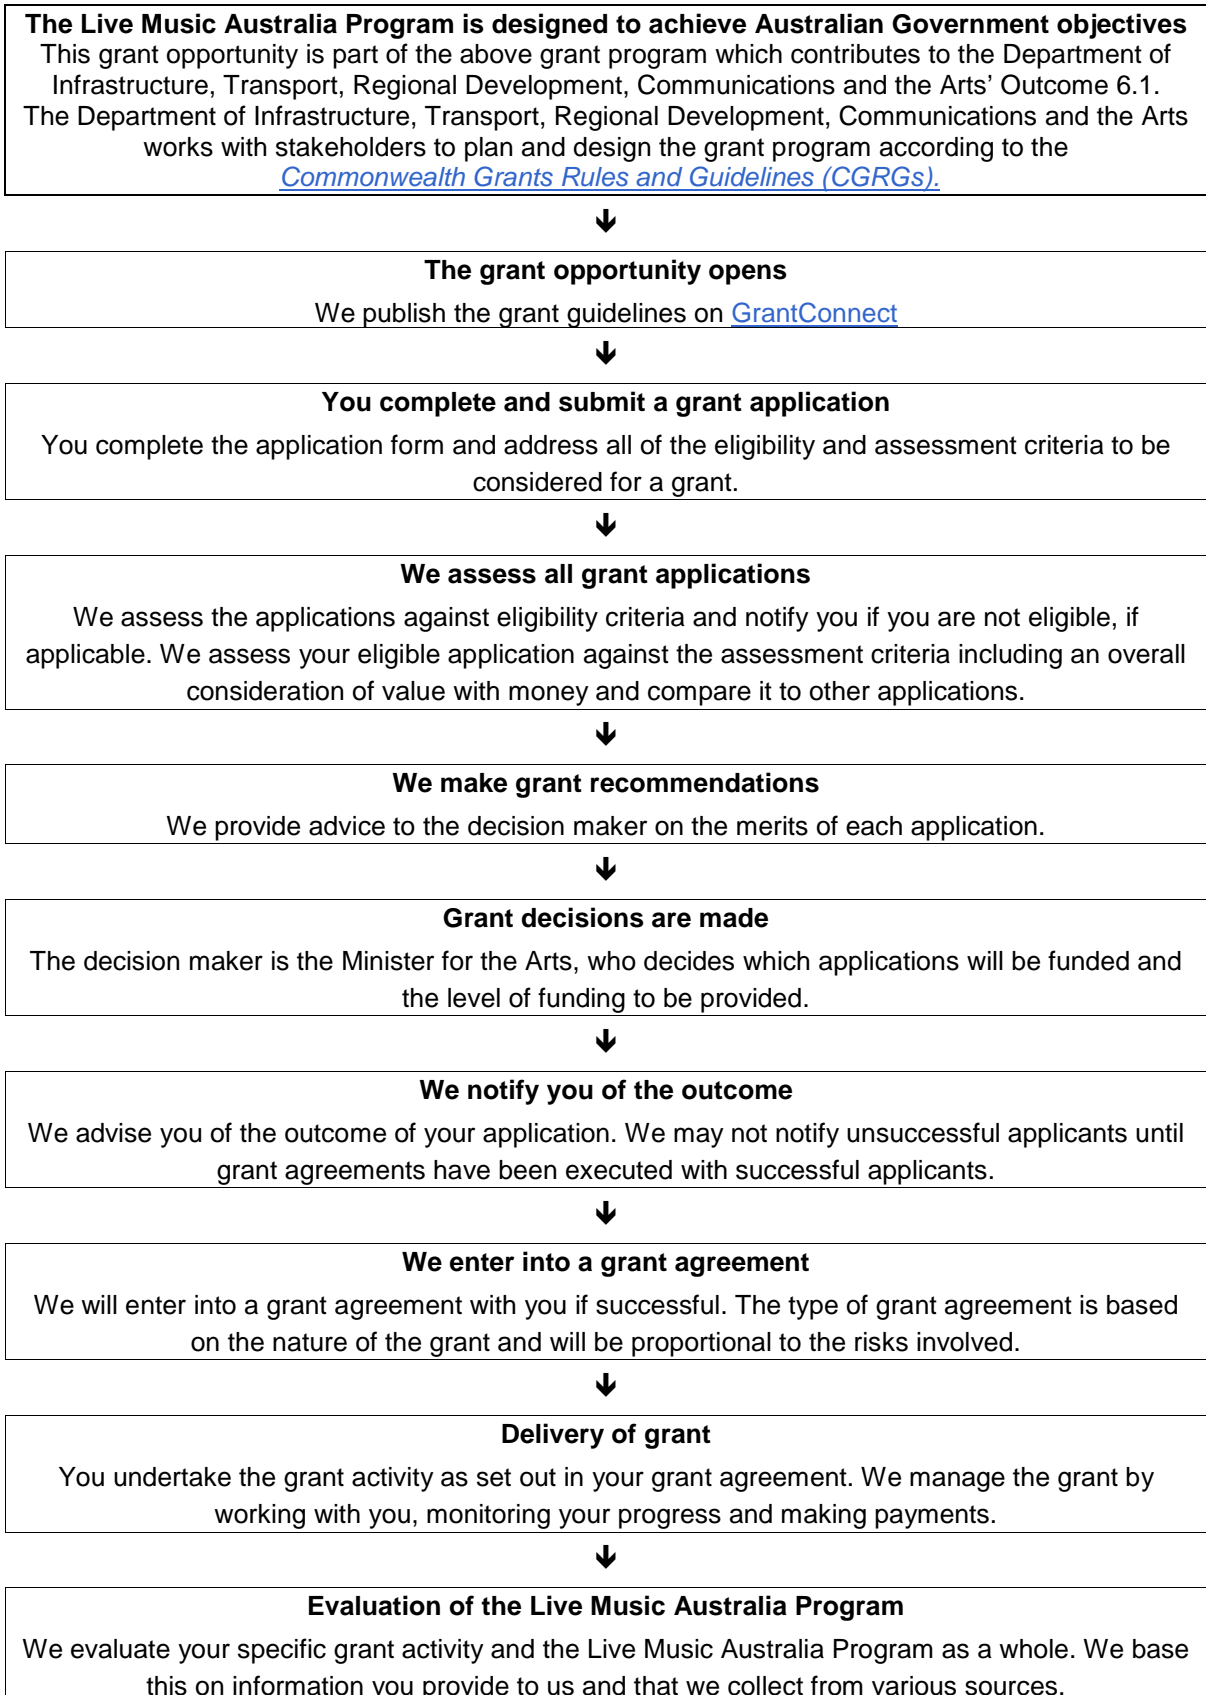 The Live Music Australia Program is designed to achieve Australian Government objectives
This grant opportunity is part of the above grant program which contributes to the Department of
Infrastructure, Transport, Regional Development, Communications and the Arts’ Outcome 6.1.
The Department of Infrastructure, Transport, Regional Development, Communications and the Arts
works with stakeholders to plan and design the grant program according to the
Commonwealth Grants Rules and Guidelines (CGRGs).
The grant opportunity opens
We publish the grant guidelines on GrantConnect
You complete and submit a grant application
You complete the application form and address all of the eligibility and assessment criteria to be
considered for a grant.
We assess all grant applications
We assess the applications against eligibility criteria and notify you if you are not eligible, if
applicable. We assess your eligible application against the assessment criteria including an overall
consideration of value with money and compare it to other applications.
We make grant recommendations
We provide advice to the decision maker on the merits of each application.
Grant decisions are made
The decision maker is the Minister for the Arts, who decides which applications will be funded and
the level of funding to be provided.
We notify you of the outcome
We advise you of the outcome of your application. We may not notify unsuccessful applicants until
grant agreements have been executed with successful applicants.
We enter into a grant agreement
We will enter into a grant agreement with you if successful. The type of grant agreement is based
on the nature of the grant and will be proportional to the risks involved.
Delivery of grant
You undertake the grant activity as set out in your grant agreement. We manage the grant by
working with you, monitoring your progress and making payments.
Evaluation of the Live Music Australia Program
We evaluate your specific grant activity and the Live Music Australia Program as a whole. We base
this on information you provide to us and that we collect from various sources.